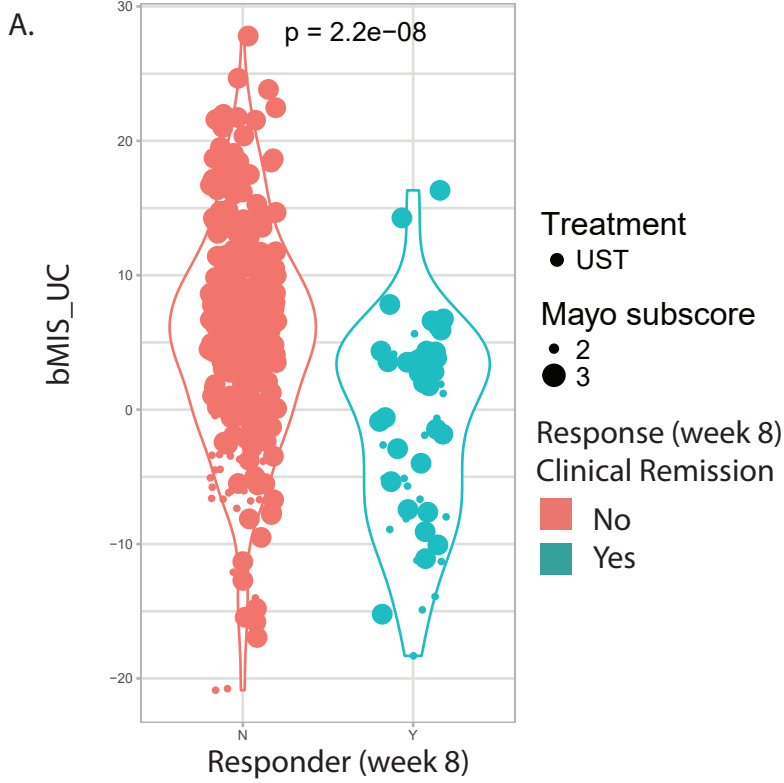 A.
p = 2.2e−08
30
20
10
0
−10
−20
bMIS_UC
N
Y
Responder (week 8)
Treatment
UST
Mayo subscore
2
3
Response (week 8)
Clinical Remission
No
Yes